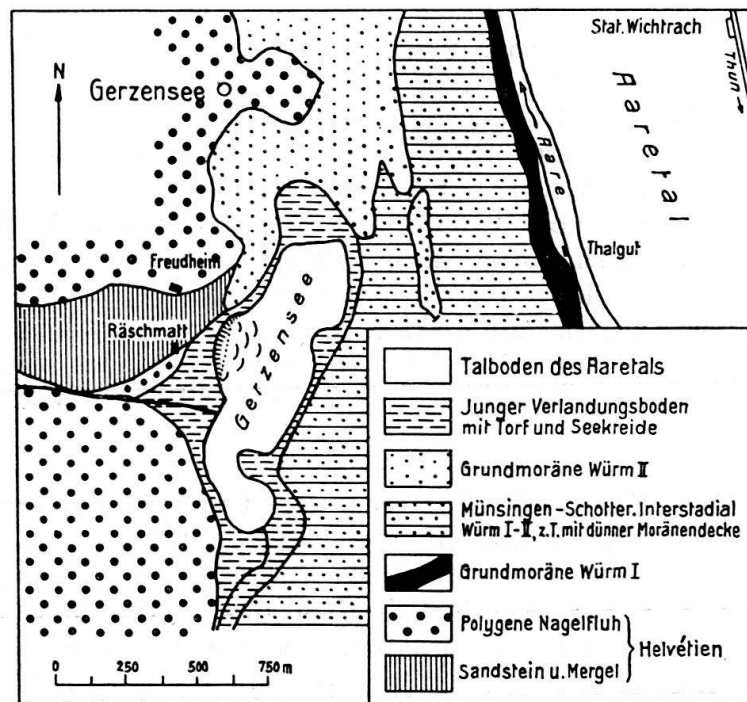 Stat. Wichtrach
Thun
N
Gerzensee
Aare
Aaretal
Freudheim
Thalgut
Räschmatt
Gerzensee
Talboden des Aaretals
Junger Verlandungsboden
mit Torf und Seekreide
Grundmoräne Würm II
Münsingen-Schotter. Interstadial
Würm I-II, z.T. mit dünner Moränendecke
Grundmoräne Würm I
Polygene Nagelfluh
Helvétien
Sandstein u. Mergel
0 250 500 750 m